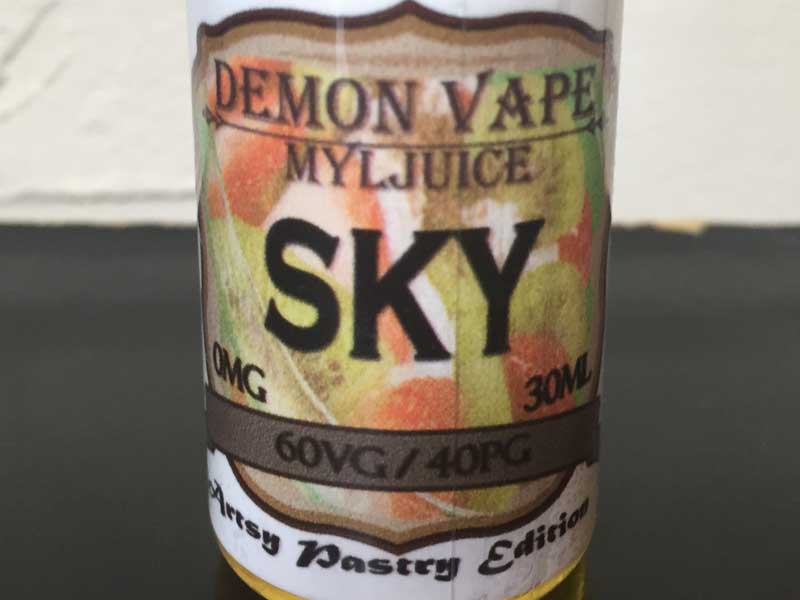 DEMON VAPE
MYLJUICE
SKY
0MG
30ML
60VG / 40PG
Artsy Pastry Edition